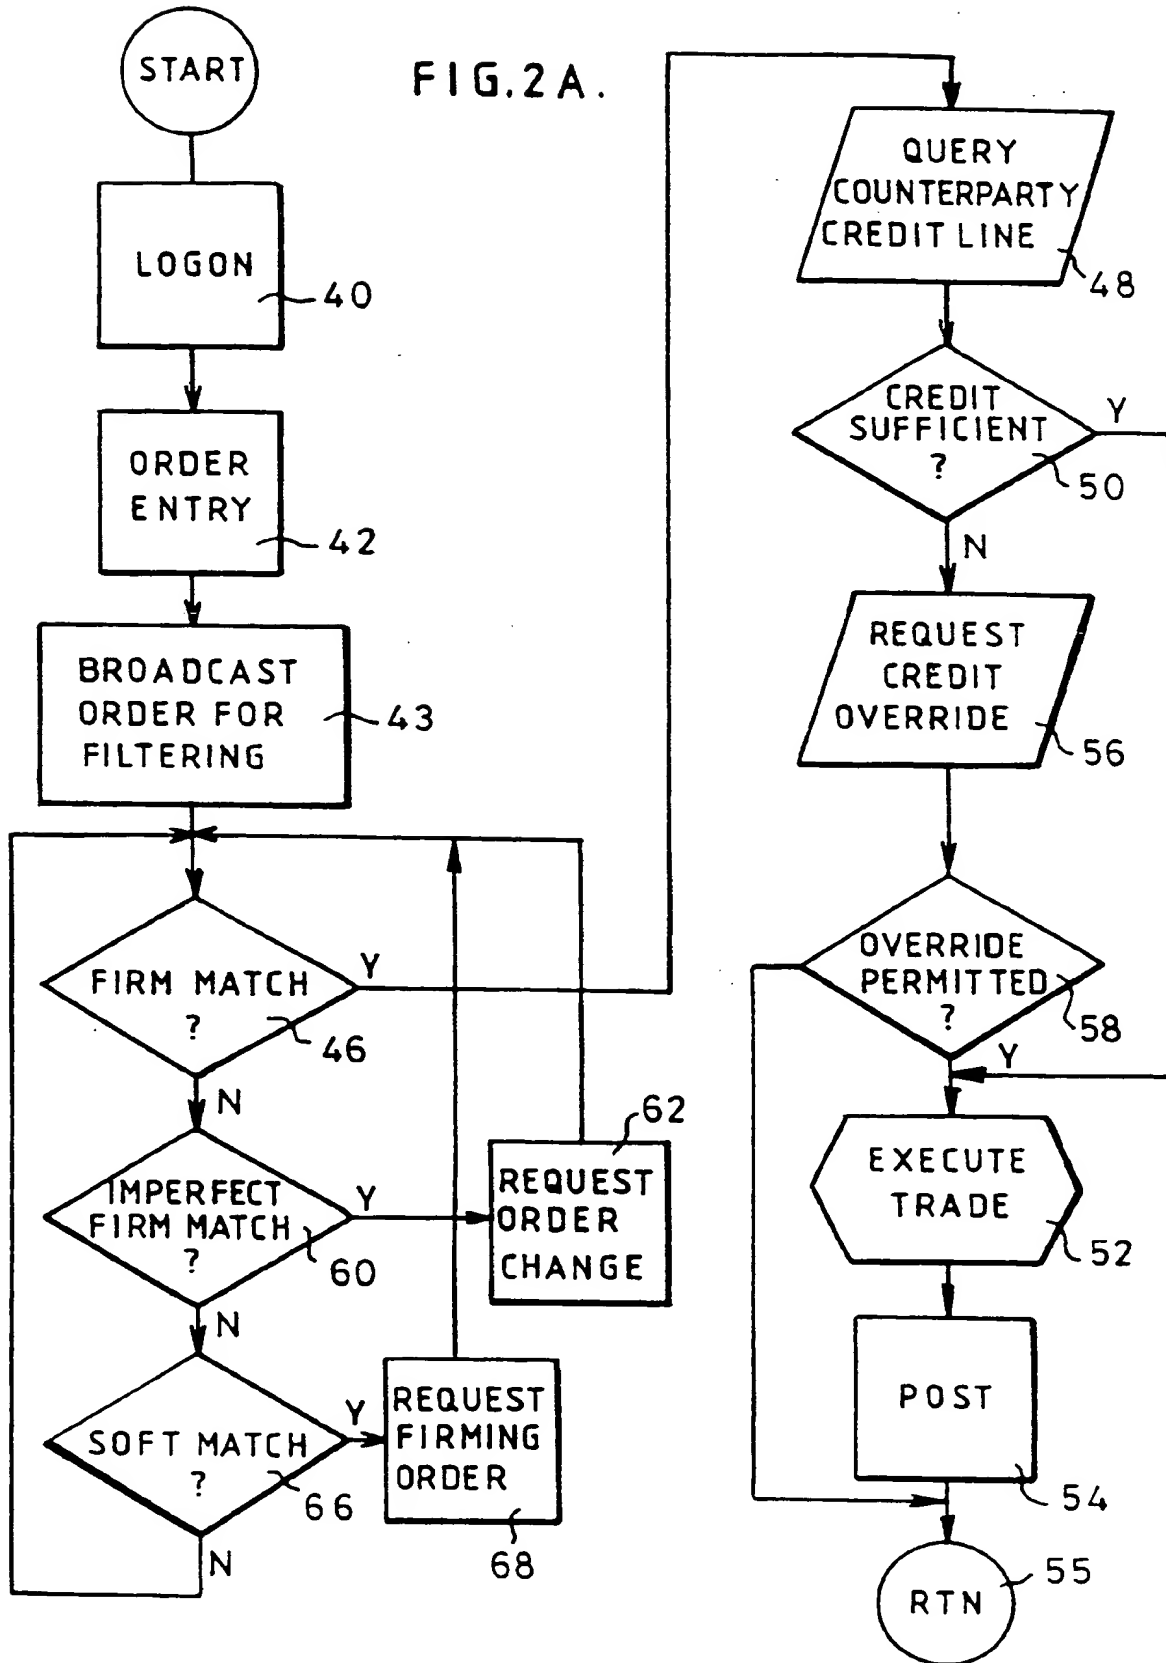 START
FIG.2A.
LOGON
40
ORDER
ENTRY
42
BROADCAST
ORDER FOR
FILTERING
43
FIRM MATCH
?
46
Y
N
IMPERFECT
FIRM MATCH
?
60
Y
N
62
REQUEST
ORDER
CHANGE
SOFT MATCH
?
66
Y
N
REQUEST
FIRMING
ORDER
68
QUERY
COUNTERPARTY
CREDIT LINE
48
CREDIT
SUFFICIENT
?
50
Y
N
REQUEST
CREDIT
OVERRIDE
56
OVERRIDE
PERMITTED
?
58
Y
EXECUTE
TRADE
52
POST
54
RTN
55